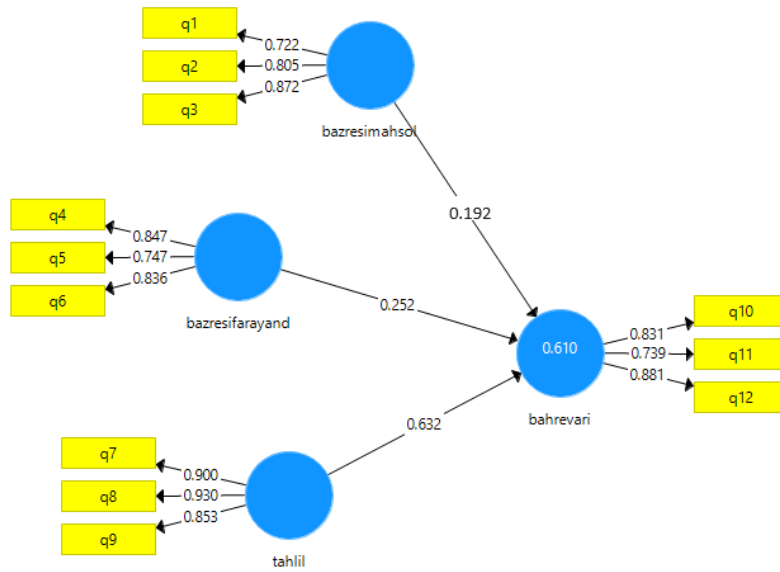 q1
0.722
q2
0.805
q3
0.872
bazresimahsol
0.192
q4
0.847
q5
0.747
q6
0.836
bazresifarayand
0.252
q10
0.831
0.610
q11
0.739
q12
0.881
bahrevari
0.632
q7
0.900
q8
0.930
q9
0.853
tahlil